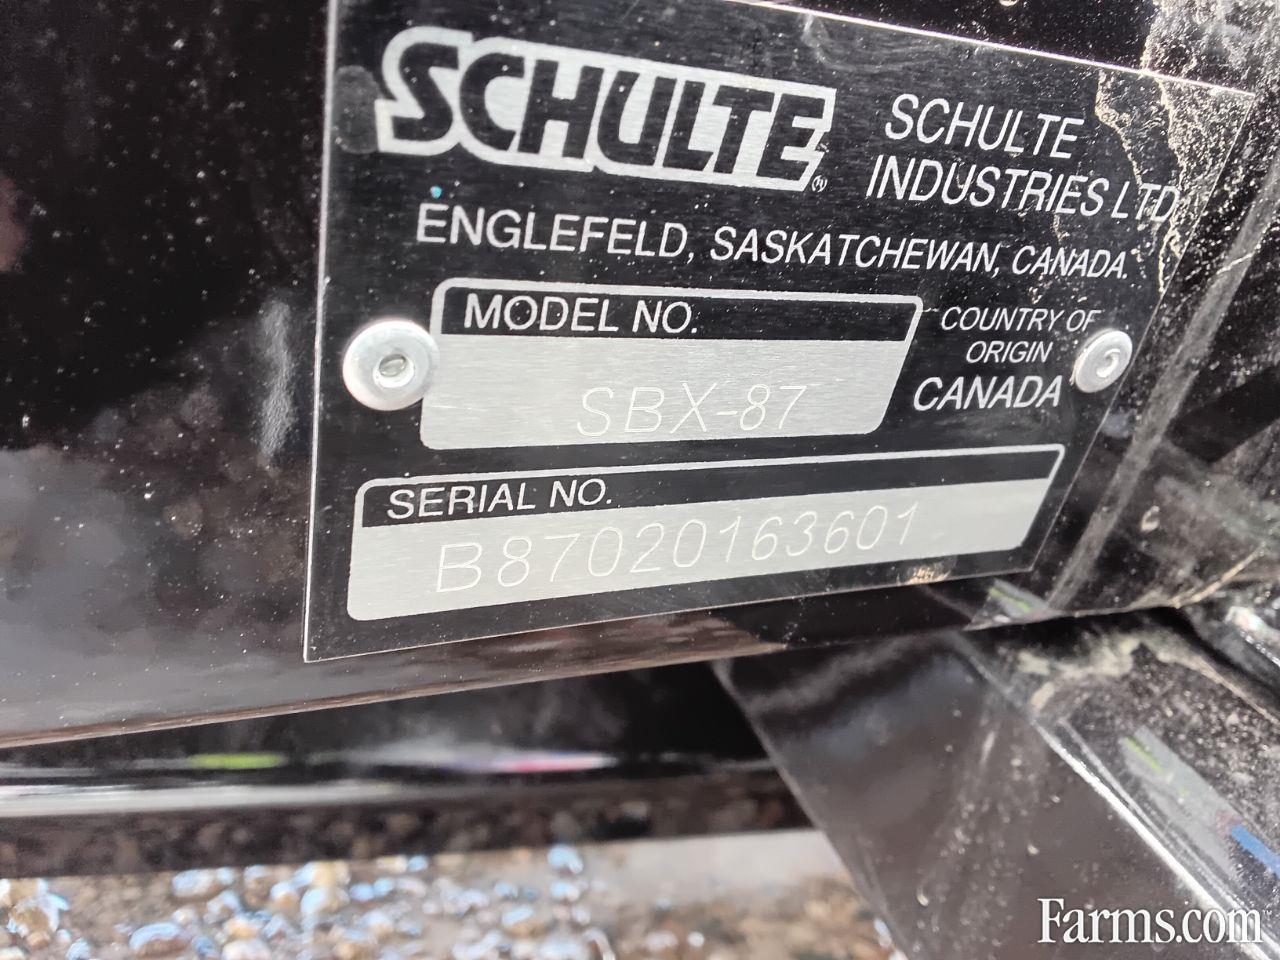 SCHULTE®
SCHULTE
INDUSTRIES LTD
ENGLEFELD, SASKATCHEWAN, CANADA.
MODEL NO.
SBX-87
COUNTRY OF
ORIGIN
CANADA
SERIAL NO.
B87020163601
Farms.com